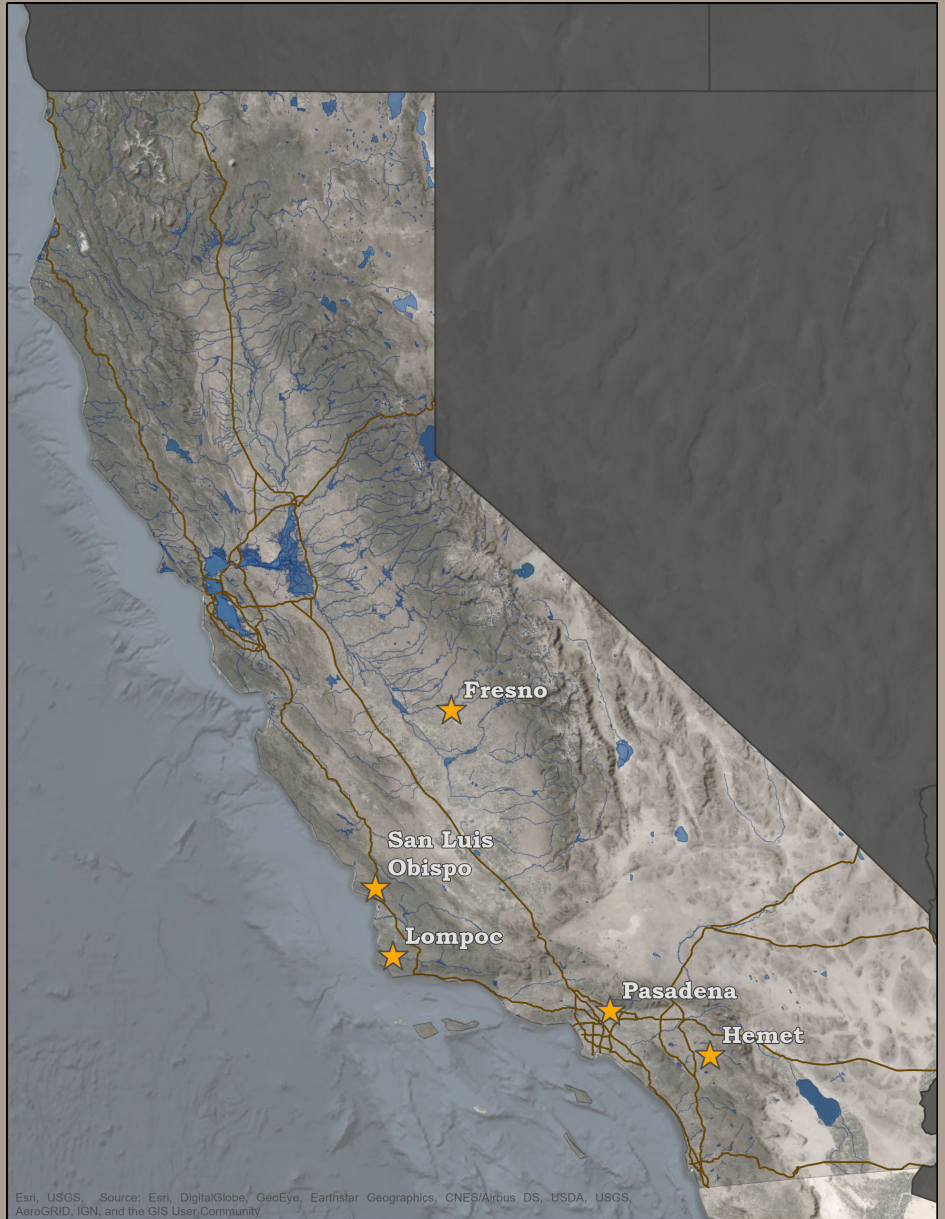 Fresno
San Luis
Obispo
Lompoc
Pasadena
Hemet
Esri, USGS, Source: Esri, DigitalGlobe, GeoEye, Earthstar Geographics, CNES/Airbus DS, USDA, USGS,
AeroGRID, IGN, and the GIS User Community